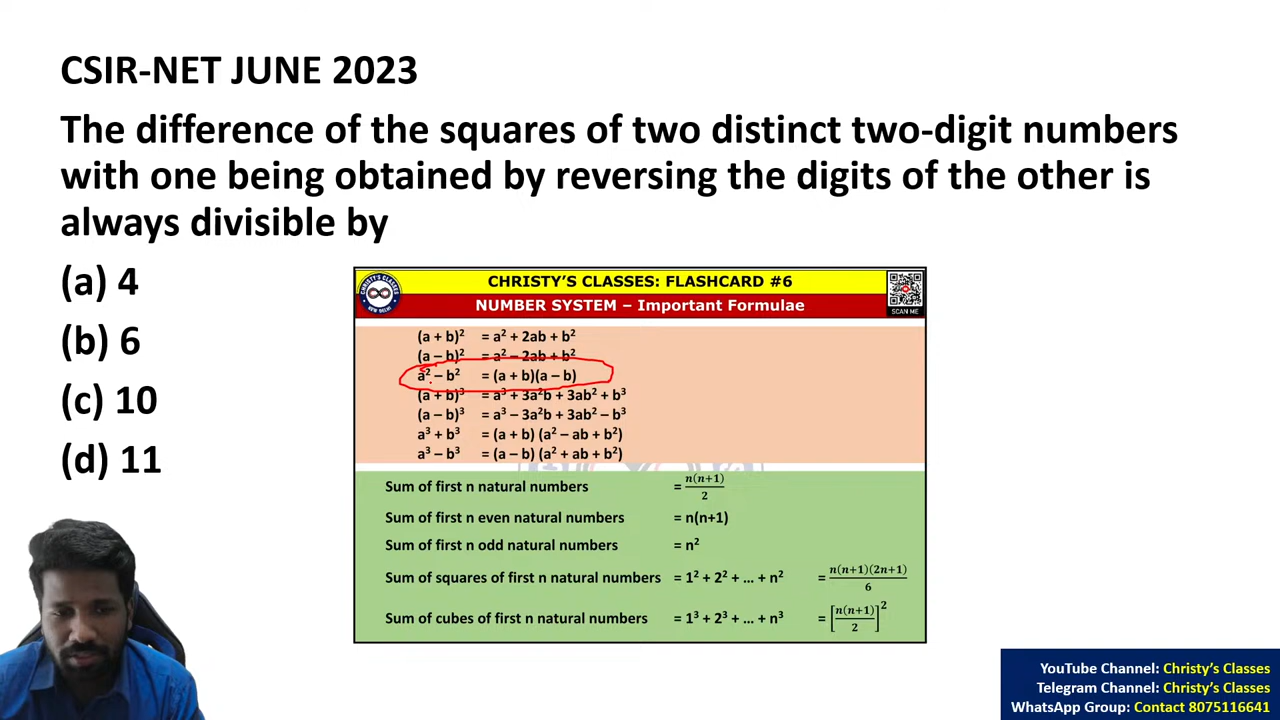 CSIR-NET JUNE 2023
The difference of the squares of two distinct two-digit numbers
with one being obtained by reversing the digits of the other is
always divisible by
(a) 4
(b) 6
(c) 10
(d) 11
CHRISTY'S CLASSES: FLASHCARD #6
NUMBER SYSTEM – Important Formulae
SCAN ME
(a + b)² = a² + 2ab + b²
(a – b)² = a² – 2ab + b²
a² – b² = (a + b)(a – b)
(a + b)³ = a³ + 3a²b + 3ab² + b³
(a – b)³ = a³ – 3a²b + 3ab² – b³
a³ + b³ = (a + b) (a² – ab + b²)
a³ – b³ = (a – b) (a² + ab + b²)
Sum of first n natural numbers = n(n+1)/2
Sum of first n even natural numbers = n(n+1)
Sum of first n odd natural numbers = n²
Sum of squares of first n natural numbers = 1² + 2² + ... + n² = n(n+1)(2n+1)/6
Sum of cubes of first n natural numbers = 1³ + 2³ + ... + n³ = [n(n+1)/2]²
YouTube Channel: Christy's Classes
Telegram Channel: Christy's Classes
WhatsApp Group: Contact 8075116641